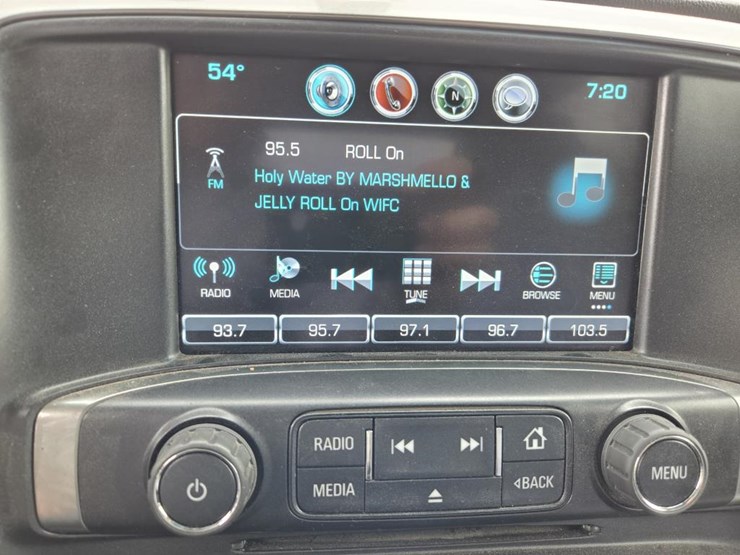 54° N 7:20
95.5 ROLL On
FM
Holy Water BY MARSHMELLO &
JELLY ROLL On WIFC
RADIO MEDIA TUNE BROWSE MENU
93.7 95.7 97.1 96.7 103.5
RADIO
MEDIA
BACK
MENU